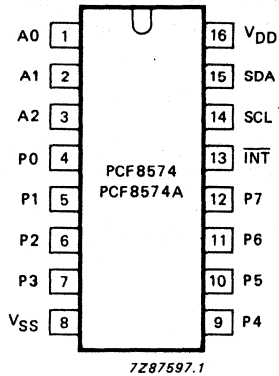 A0 1 16 VDD
A1 2 15 SDA
A2 3 14 SCL
P0 4 13 INT
PCF8574
PCF8574A
P1 5 12 P7
P2 6 11 P6
P3 7 10 P5
VSS 8 9 P4
7Z87597.1